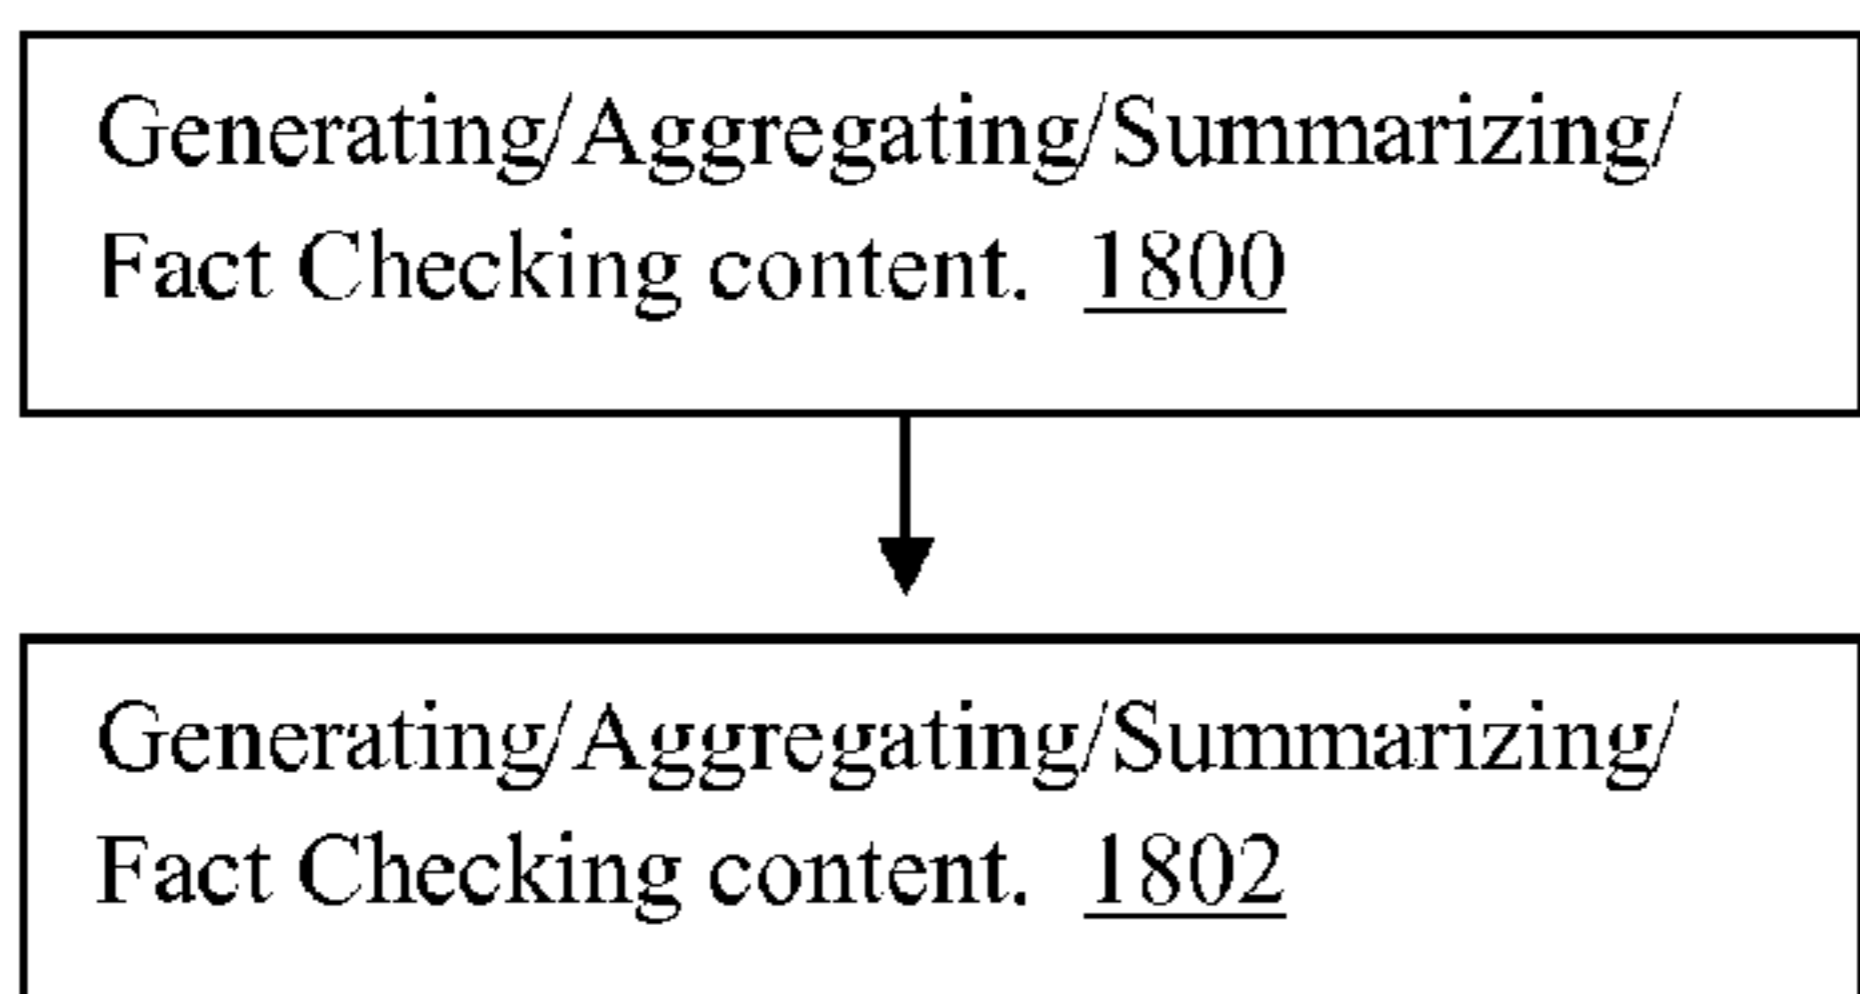 Generating/Aggregating/Summarizing/
Fact Checking content. 1800
Generating/Aggregating/Summarizing/
Fact Checking content. 1802